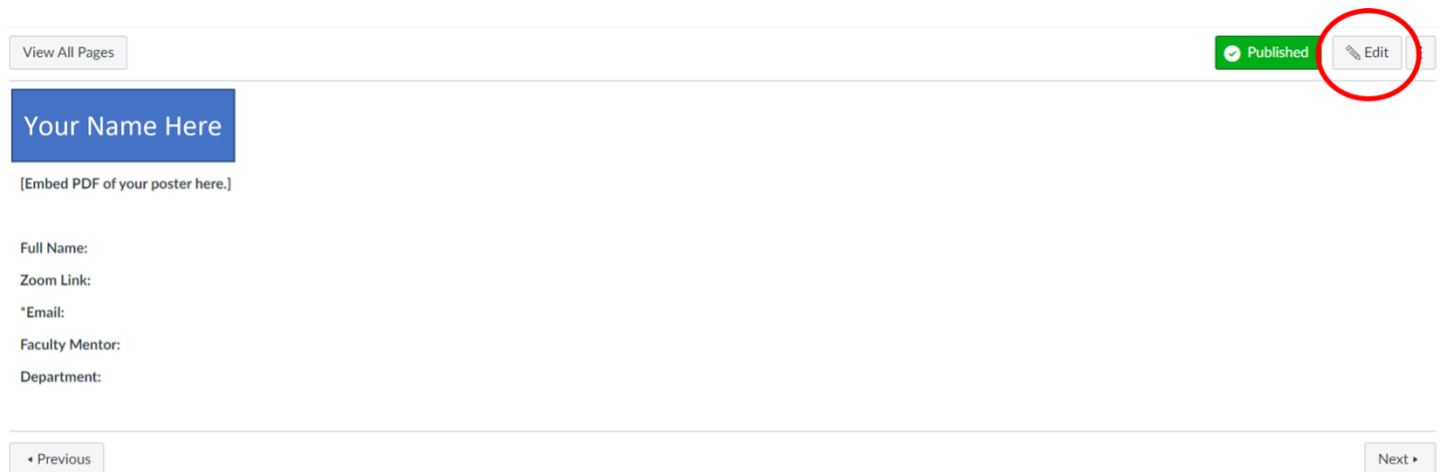 View All Pages
Published
Edit
Your Name Here
[Embed PDF of your poster here.]
Full Name:
Zoom Link:
*Email:
Faculty Mentor:
Department:
Previous
Next